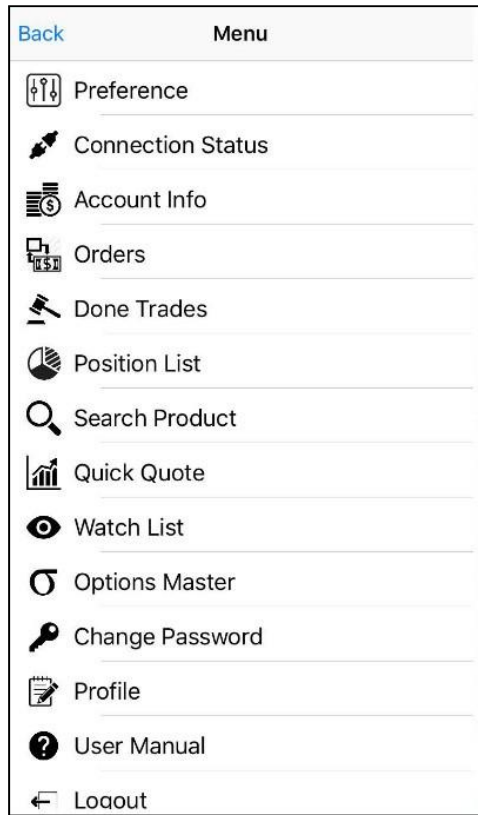 Back Menu
Preference
Connection Status
Account Info
Orders
Done Trades
Position List
Search Product
Quick Quote
Watch List
Options Master
Change Password
Profile
User Manual
Logout